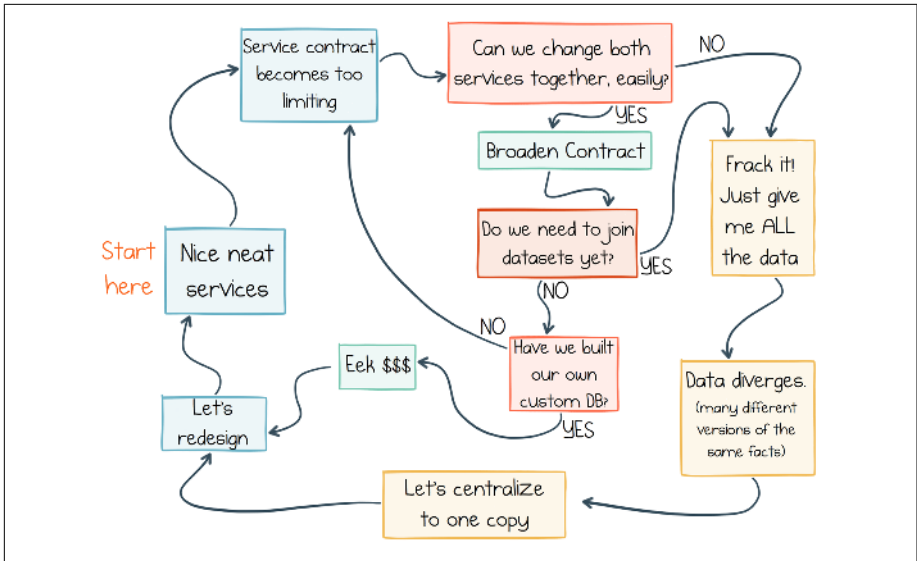 Service contract
becomes too
limiting
Can we change both
services together, easily?
NO
YES
Broaden Contract
Frack it!
Just give
me ALL
the data
Do we need to join
datasets yet?
YES
NO
Start
here
Nice neat
services
NO
Have we built
our own
custom DB?
YES
Eek $$$
Let's
redesign
Data diverges.
(many different
versions of the
same facts)
Let's centralize
to one copy